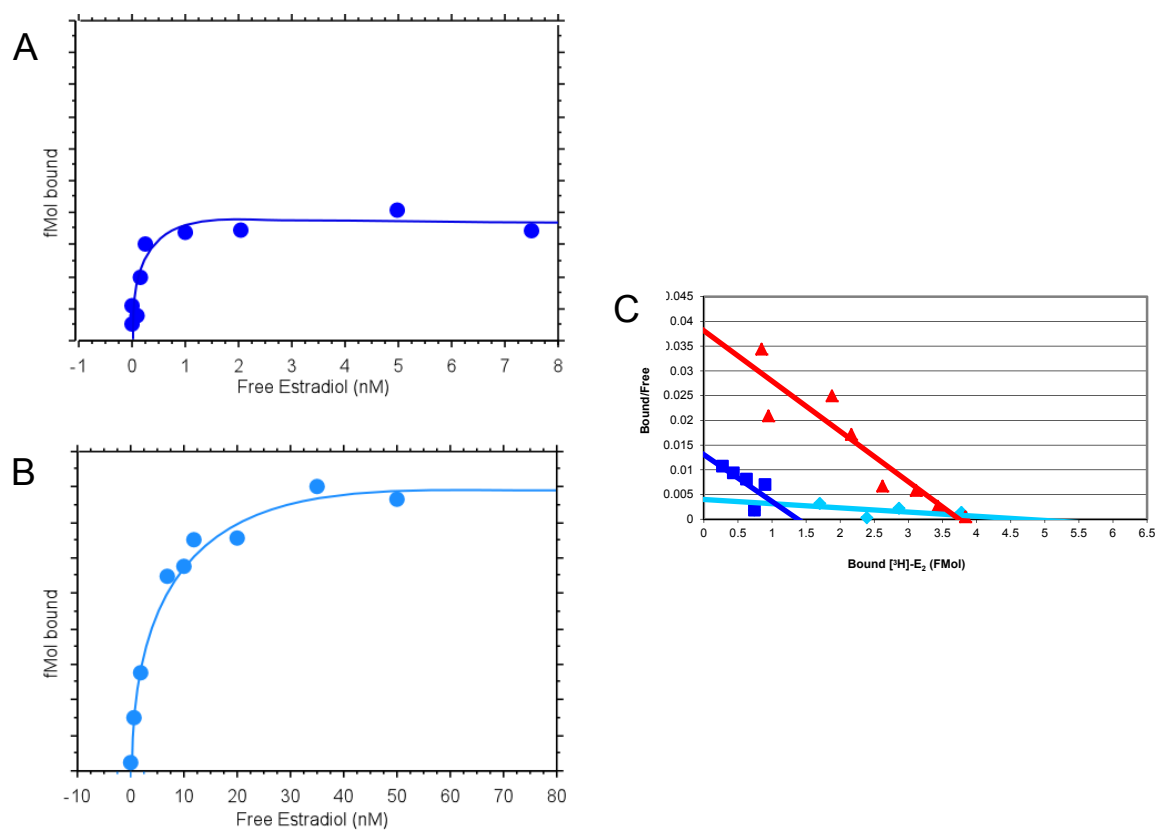 A
fMol bound
-1 0 1 2 3 4 5 6 7 8
Free Estradiol (nM)
B
fMol bound
-10 0 10 20 30 40 50 60 70 80
Free Estradiol (nM)
C
Bound/Free
0.045
0.04
0.035
0.03
0.025
0.02
0.015
0.01
0.005
0
0 0.5 1 1.5 2 2.5 3 3.5 4 4.5 5 5.5 6 6.5
Bound [³H]-E₂ (FMol)